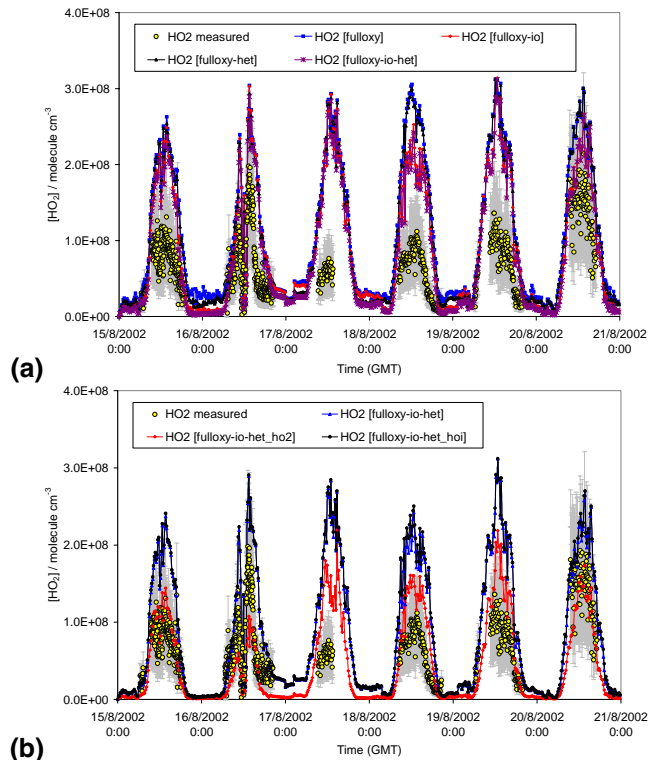 HO2 measured HO2 [fulloxy] HO2 [fulloxy-io]
HO2 [fulloxy-het] HO2 [fulloxy-io-het]
4.0E+08
3.0E+08
2.0E+08
1.0E+08
0.0E+00
[HO₂] / molecule cm⁻³
15/8/2002 16/8/2002 17/8/2002 18/8/2002 19/8/2002 20/8/2002 21/8/2002
0:00 0:00 0:00 0:00 0:00 0:00 0:00
Time (GMT)
(a)
HO2 measured HO2 [fulloxy-io-het]
HO2 [fulloxy-io-het_ho2] HO2 [fulloxy-io-het_hoi]
4.0E+08
3.0E+08
2.0E+08
1.0E+08
0.0E+00
[HO₂] / molecule cm⁻³
15/8/2002 16/8/2002 17/8/2002 18/8/2002 19/8/2002 20/8/2002 21/8/2002
0:00 0:00 0:00 0:00 0:00 0:00 0:00
Time (GMT)
(b)